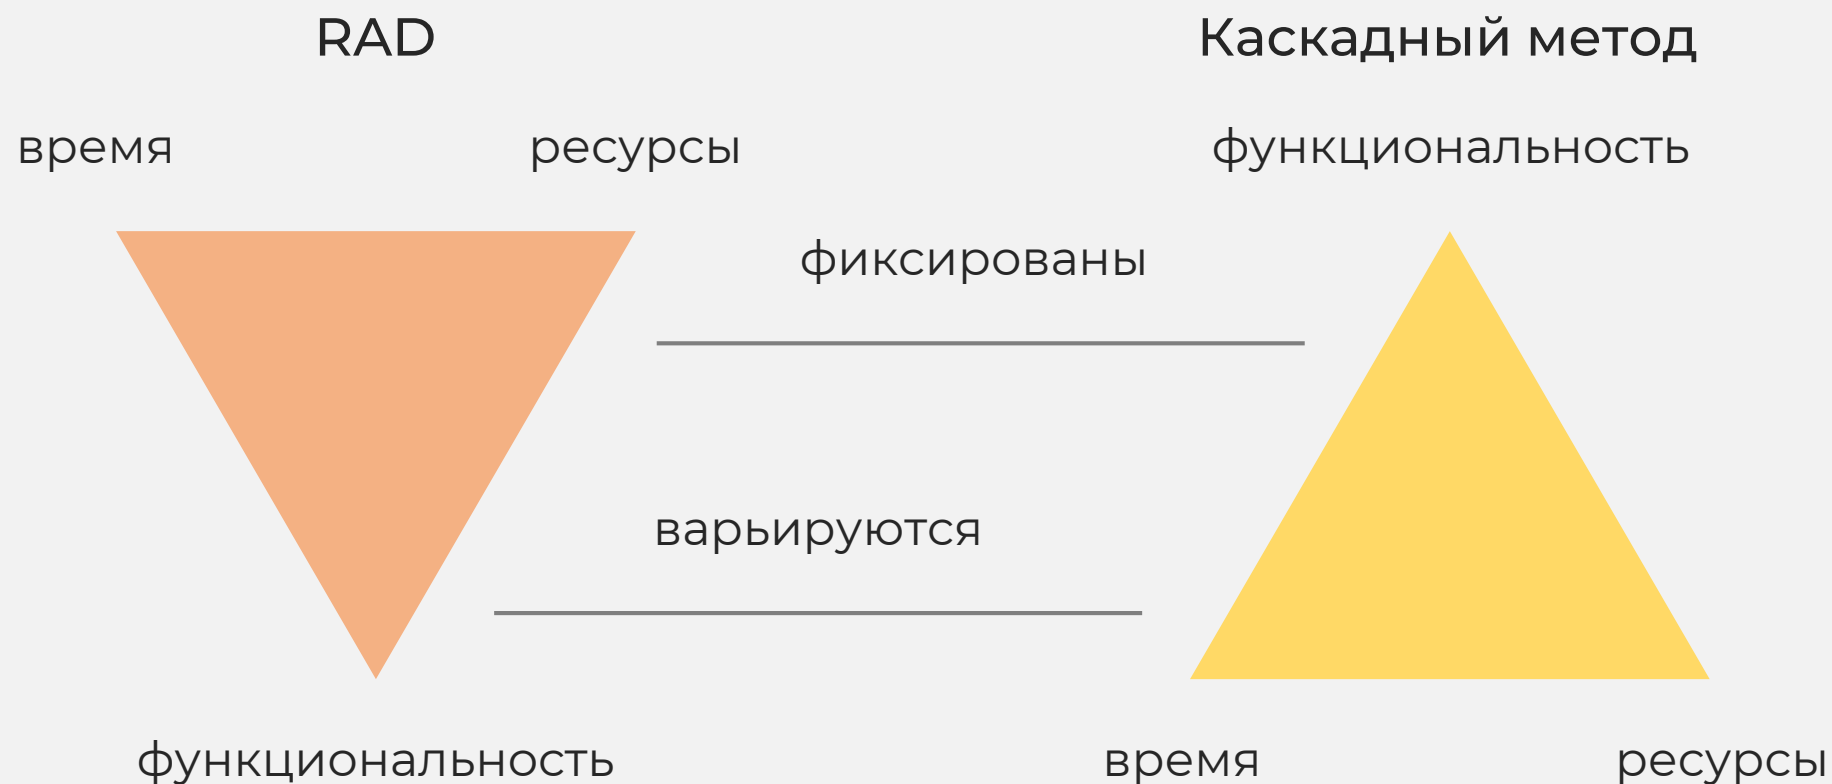 RAD
Каскадный метод
время
ресурсы
функциональность
фиксированы
варьируются
функциональность
время
ресурсы